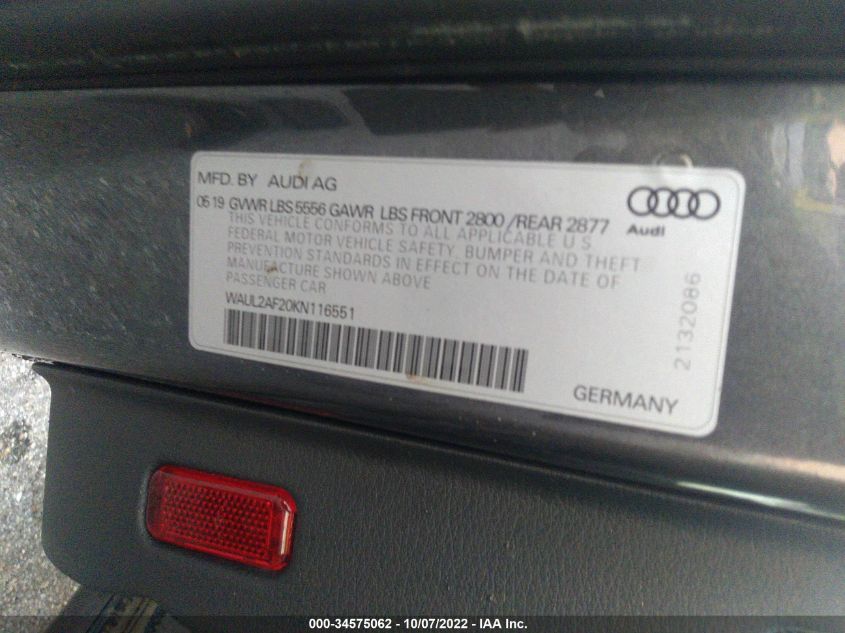 MFD. BY AUDI AG
05 19 GVWR LBS 5556 GAWR LBS FRONT 2800 /REAR 2877
THIS VEHICLE CONFORMS TO ALL APPLICABLE U S
FEDERAL MOTOR VEHICLE SAFETY, BUMPER AND THEFT
PREVENTION STANDARDS IN EFFECT ON THE DATE OF
MANUFACTURE SHOWN ABOVE
PASSENGER CAR
WAUL2AF20KN116551
Audi
2132086
GERMANY
000-34575062 - 10/07/2022 - IAA Inc.